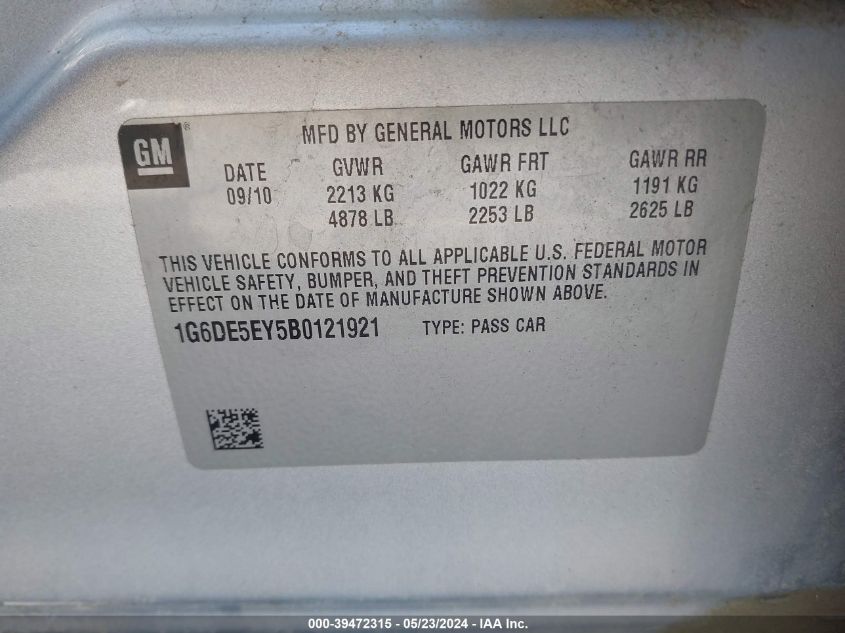 GM ®
MFD BY GENERAL MOTORS LLC
DATE GVWR GAWR FRT GAWR RR
09/10 2213 KG 1022 KG 1191 KG
4878 LB 2253 LB 2625 LB
THIS VEHICLE CONFORMS TO ALL APPLICABLE U.S. FEDERAL MOTOR
VEHICLE SAFETY, BUMPER, AND THEFT PREVENTION STANDARDS IN
EFFECT ON THE DATE OF MANUFACTURE SHOWN ABOVE.
1G6DE5EY5B0121921 TYPE: PASS CAR
000-39472315 - 05/23/2024 - IAA Inc.